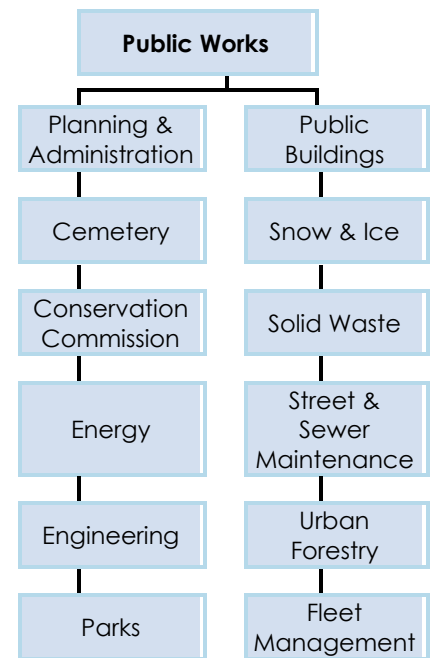 Public Works
Planning &
Administration
Cemetery
Conservation
Commission
Energy
Engineering
Parks
Public
Buildings
Snow & Ice
Solid Waste
Street &
Sewer
Maintenance
Urban
Forestry
Fleet
Management